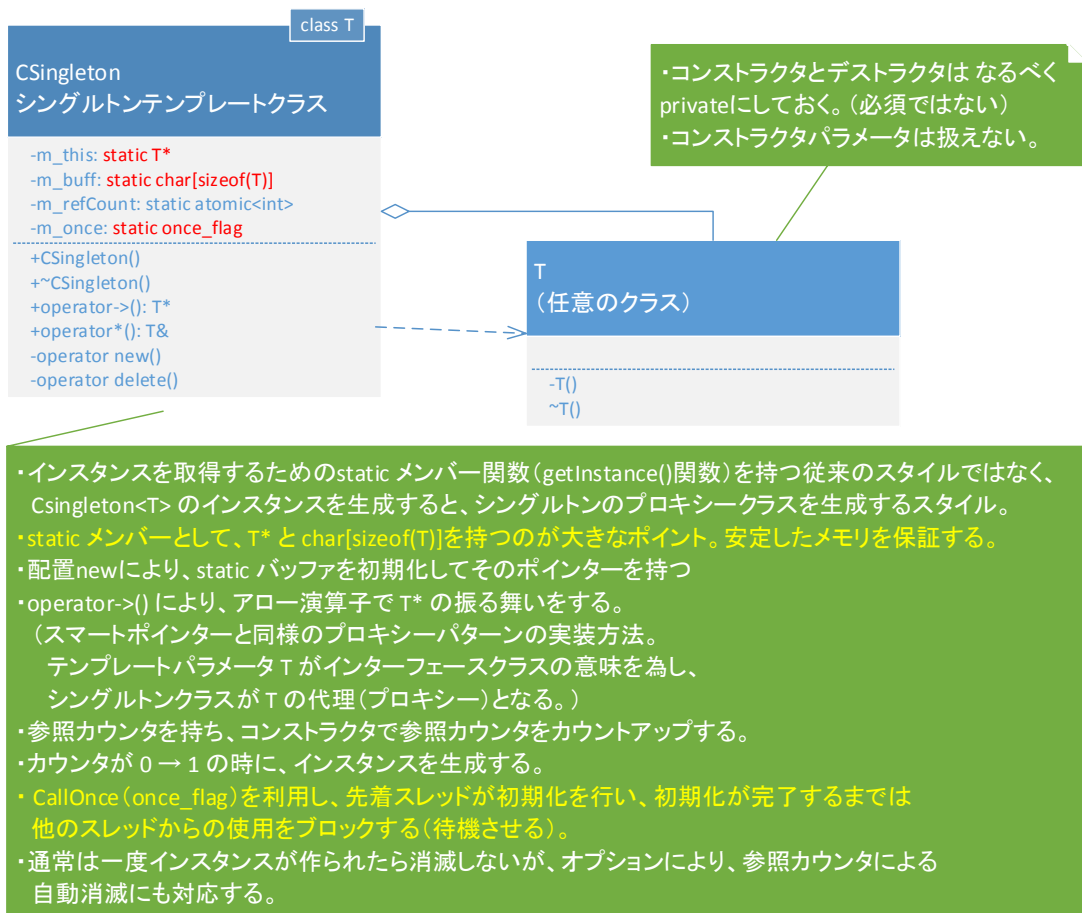 class T
CSingleton
シングルトンテンプレートクラス
-m_this: static T*
-m_buff: static char[sizeof(T)]
-m_refCount: static atomic<int>
-m_once: static once_flag
+CSingleton()
+~CSingleton()
+operator->(): T*
+operator*(): T&
-operator new()
-operator delete()
・コンストラクタとデストラクタは なるべく
privateにしておく。（必須ではない）
・コンストラクタパラメータは扱えない。
T
（任意のクラス）
-T()
~T()
・インスタンスを取得するためのstatic メンバー関数（getInstance()関数）を持つ従来のスタイルではなく、
Csingleton<T> のインスタンスを生成すると、シングルトンのプロキシークラスを生成するスタイル。
・static メンバーとして、T* と char[sizeof(T)]を持つのが大きなポイント。安定したメモリを保証する。
・配置newにより、static バッファを初期化してそのポインターを持つ
・operator->() により、アロー演算子で T* の振る舞いをする。
（スマートポインターと同様のプロキシーパターンの実装方法。
テンプレートパラメータ T がインターフェースクラスの意味を為し、
シングルトンクラスが T の代理（プロキシー）となる。）
・参照カウンタを持ち、コンストラクタで参照カウンタをカウントアップする。
・カウンタが 0 → 1 の時に、インスタンスを生成する。
・ CallOnce（once_flag）を利用し、先着スレッドが初期化を行い、初期化が完了するまでは
他のスレッドからの使用をブロックする（待機させる）。
・通常は一度インスタンスが作られたら消滅しないが、オプションにより、参照カウンタによる
自動消滅にも対応する。